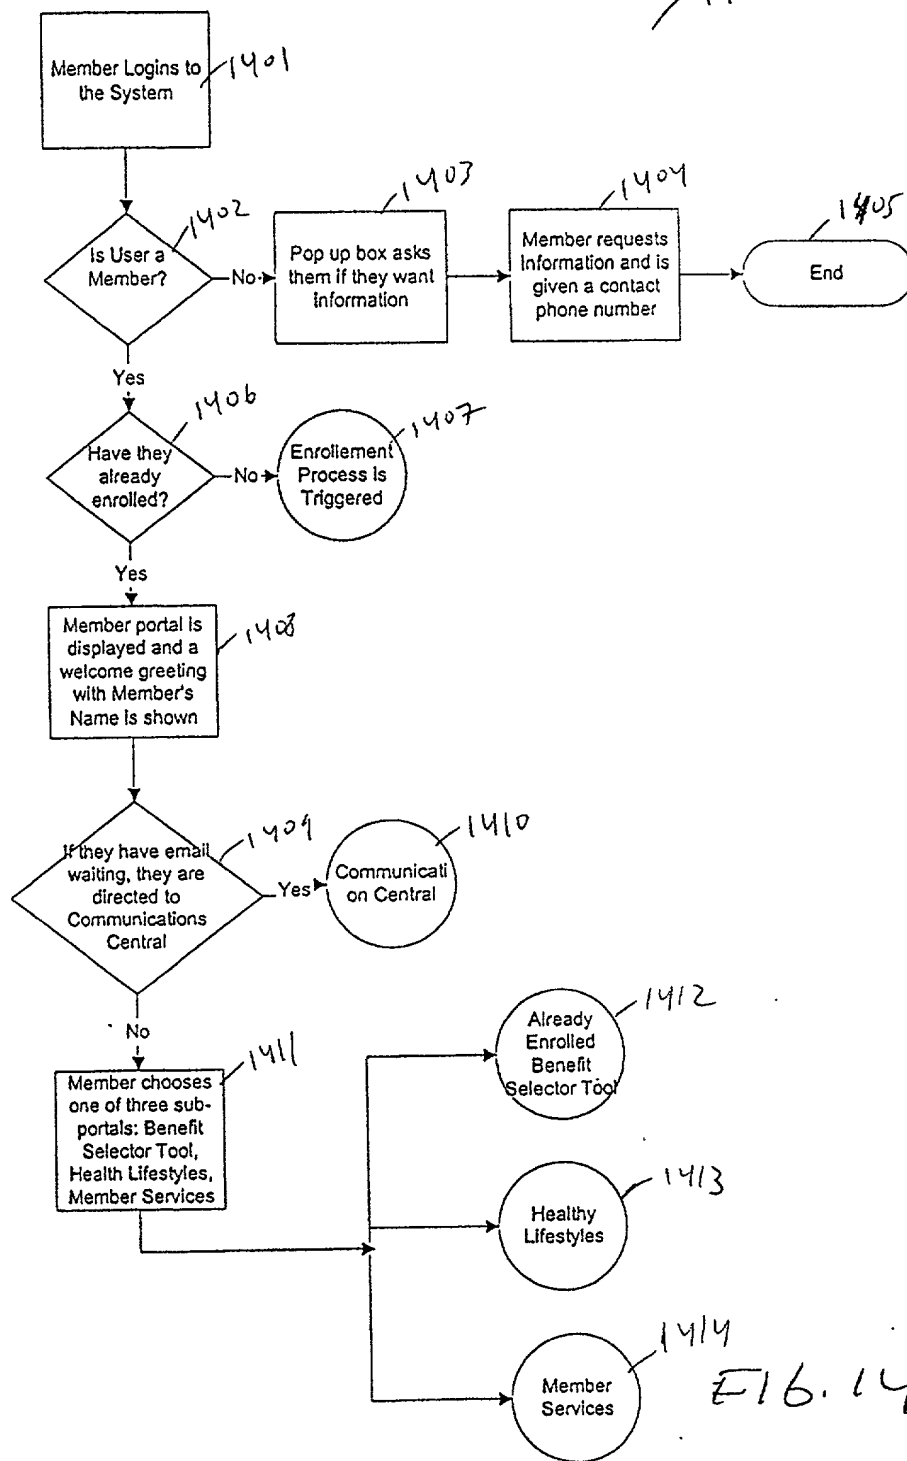 Member Logins to
the System
1401
Is User a
Member?
1402
No
Pop up box asks
them if they want
Information
1403
Member requests
Information and is
given a contact
phone number
1404
End
1405
Yes
Have they
already
enrolled?
1406
No
Enrollement
Process is
Triggered
1407
Yes
Member portal is
displayed and a
welcome greeting
with Member's
Name is shown
1408
If they have email
waiting, they are
directed to
Communications
Central
1409
Yes
Communicati
on Central
1410
No
Member chooses
one of three sub-
portals: Benefit
Selector Tool,
Health Lifestyles,
Member Services
1411
Already
Enrolled
Benefit
Selector Tool
1412
Healthy
Lifestyles
1413
Member
Services
1414
FIG. 14